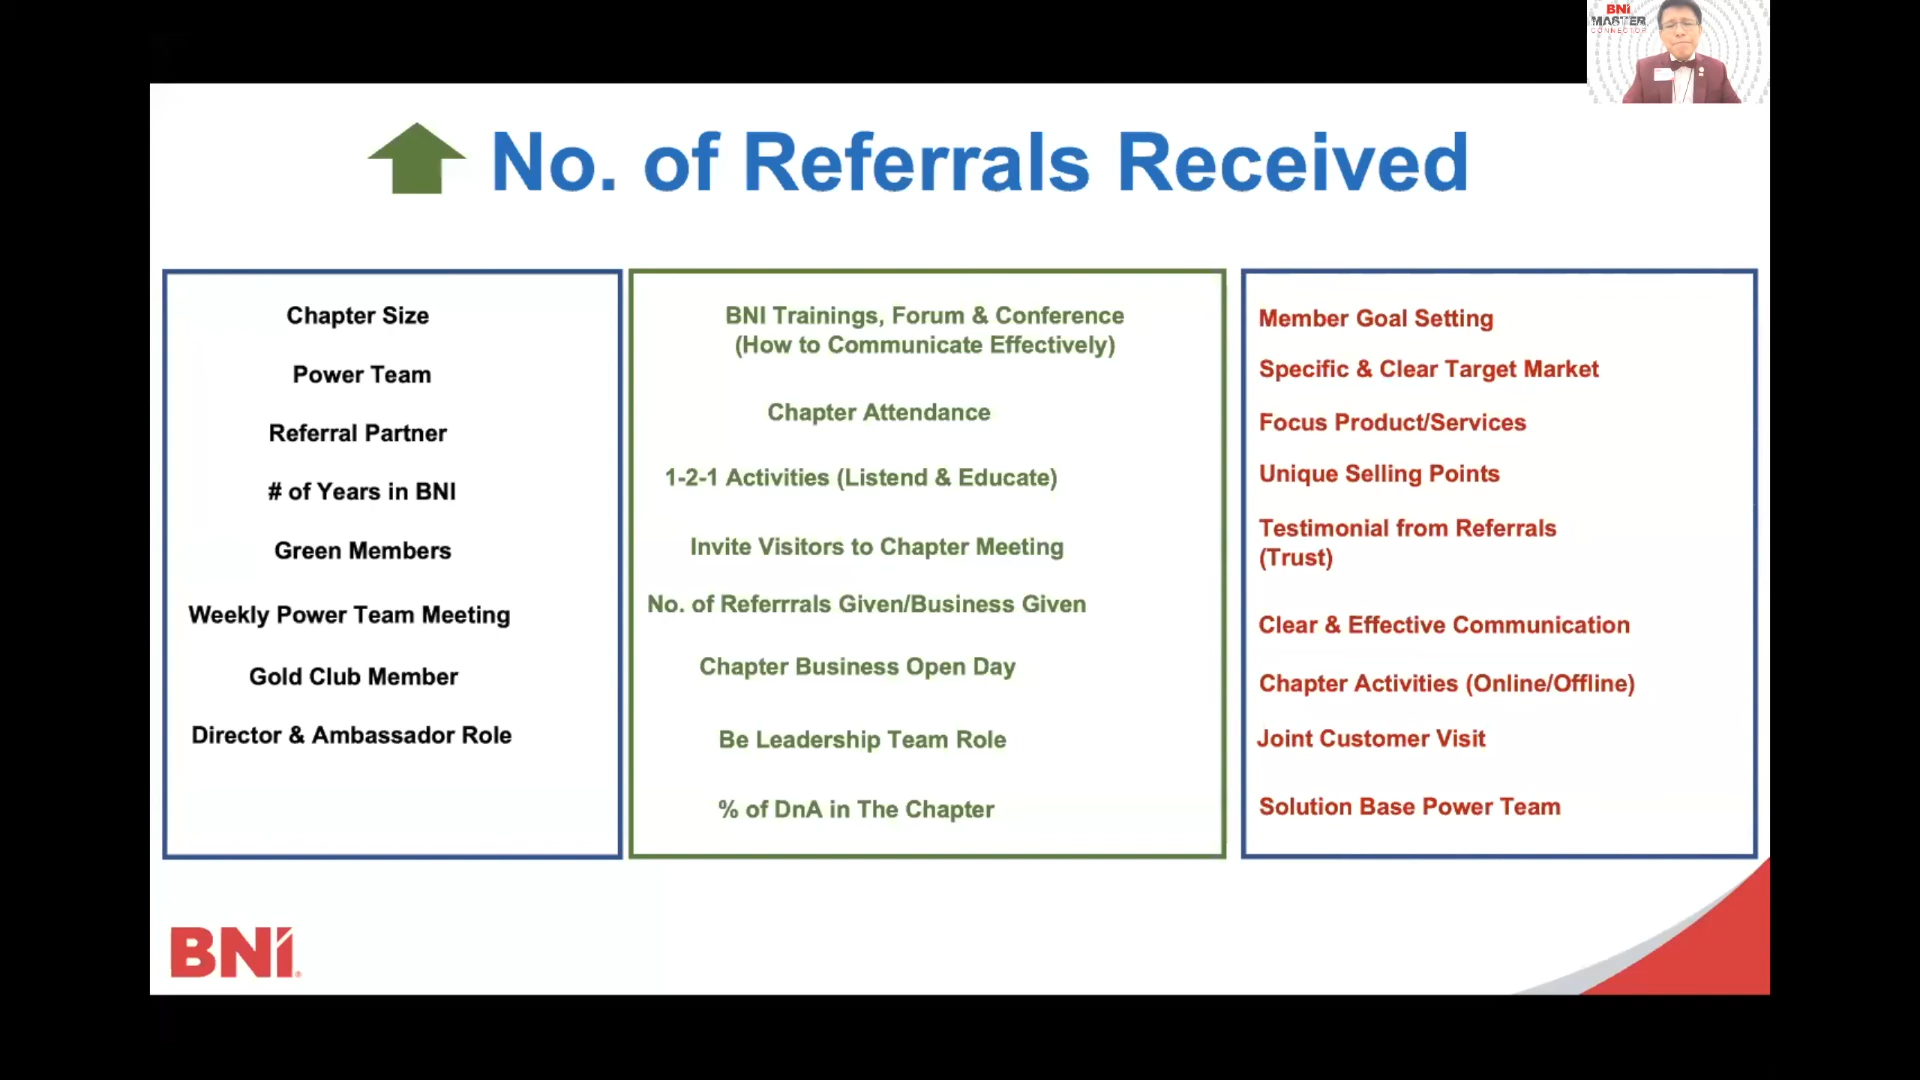 BNI
MASTER
CONNECTOR
No. of Referrals Received
Chapter Size
Power Team
Referral Partner
# of Years in BNI
Green Members
Weekly Power Team Meeting
Gold Club Member
Director & Ambassador Role
BNI Trainings, Forum & Conference
(How to Communicate Effectively)
Chapter Attendance
1-2-1 Activities (Listend & Educate)
Invite Visitors to Chapter Meeting
No. of Referrrals Given/Business Given
Chapter Business Open Day
Be Leadership Team Role
% of DnA in The Chapter
Member Goal Setting
Specific & Clear Target Market
Focus Product/Services
Unique Selling Points
Testimonial from Referrals
(Trust)
Clear & Effective Communication
Chapter Activities (Online/Offline)
Joint Customer Visit
Solution Base Power Team
BNI®